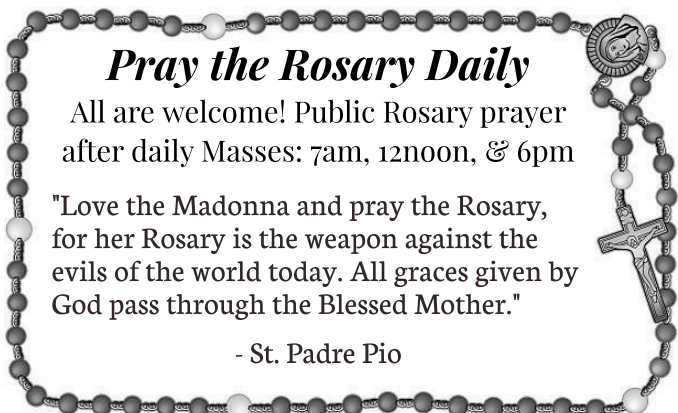 Pray the Rosary Daily
All are welcome! Public Rosary prayer
after daily Masses: 7am, 12noon, & 6pm
"Love the Madonna and pray the Rosary,
for her Rosary is the weapon against the
evils of the world today. All graces given by
God pass through the Blessed Mother."
- St. Padre Pio